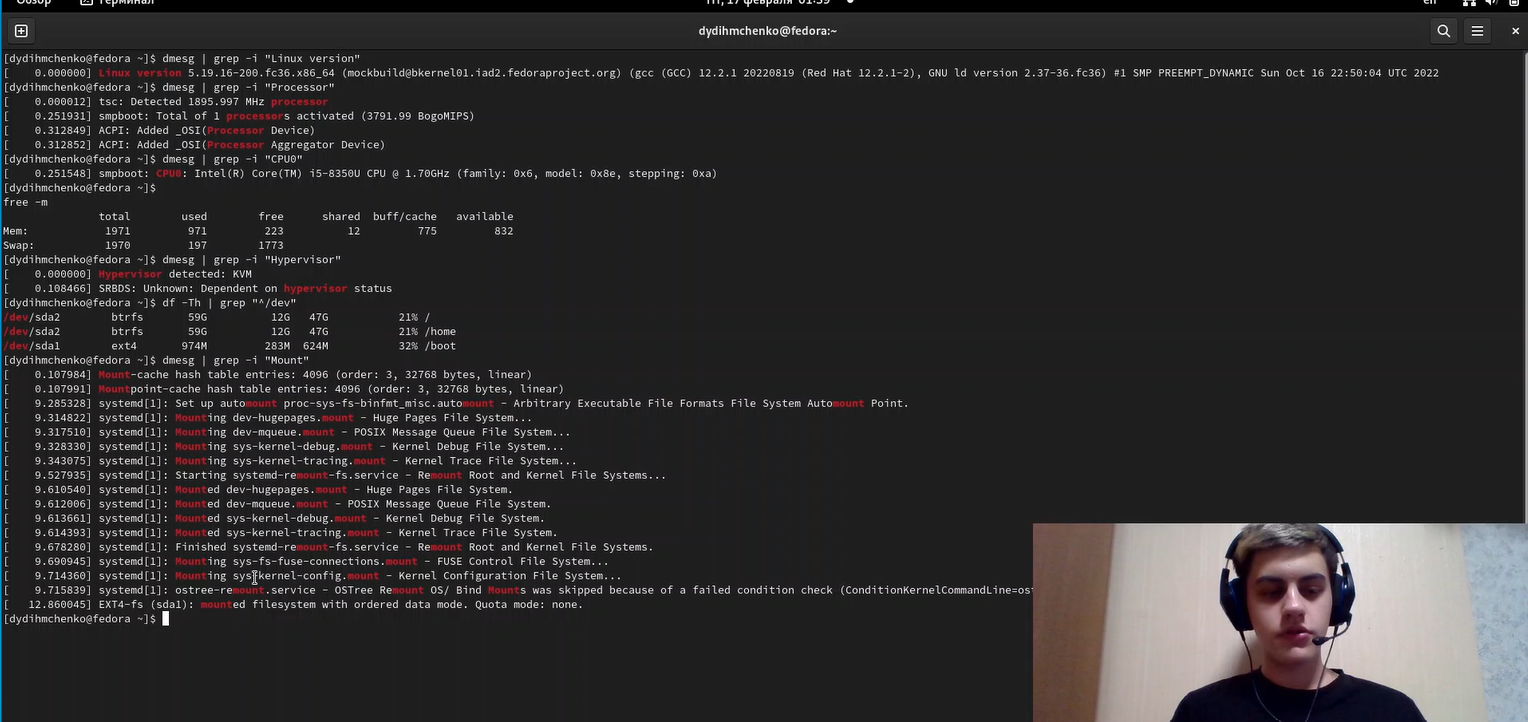 Обзор Терминал Пт, 17 февраля 01:39 en
dydihmchenko@fedora:~
[dydihmchenko@fedora ~]$ dmesg | grep -i "Linux version"
[    0.000000] Linux version 5.19.16-200.fc36.x86_64 (mockbuild@bkernel01.iad2.fedoraproject.org) (gcc (GCC) 12.2.1 20220819 (Red Hat 12.2.1-2), GNU ld version 2.37-36.fc36) #1 SMP PREEMPT_DYNAMIC Sun Oct 16 22:50:04 UTC 2022
[dydihmchenko@fedora ~]$ dmesg | grep -i "Processor"
[    0.000012] tsc: Detected 1895.997 MHz processor
[    0.251931] smpboot: Total of 1 processors activated (3791.99 BogoMIPS)
[    0.312849] ACPI: Added _OSI(Processor Device)
[    0.312852] ACPI: Added _OSI(Processor Aggregator Device)
[dydihmchenko@fedora ~]$ dmesg | grep -i "CPU0"
[    0.251548] smpboot: CPU0: Intel(R) Core(TM) i5-8350U CPU @ 1.70GHz (family: 0x6, model: 0x8e, stepping: 0xa)
[dydihmchenko@fedora ~]$
free -m
total used free shared buff/cache available
Mem: 1971 971 223 12 775 832
Swap: 1970 197 1773
[dydihmchenko@fedora ~]$ dmesg | grep -i "Hypervisor"
[    0.000000] Hypervisor detected: KVM
[    0.108466] SRBDS: Unknown: Dependent on hypervisor status
[dydihmchenko@fedora ~]$ df -Th | grep "^/dev"
/dev/sda2 btrfs 59G 12G 47G 21% /
/dev/sda2 btrfs 59G 12G 47G 21% /home
/dev/sda1 ext4 974M 283M 624M 32% /boot
[dydihmchenko@fedora ~]$ dmesg | grep -i "Mount"
[    0.107984] Mount-cache hash table entries: 4096 (order: 3, 32768 bytes, linear)
[    0.107991] Mountpoint-cache hash table entries: 4096 (order: 3, 32768 bytes, linear)
[    9.285328] systemd[1]: Set up automount proc-sys-fs-binfmt_misc.automount - Arbitrary Executable File Formats File System Automount Point.
[    9.314822] systemd[1]: Mounting dev-hugepages.mount - Huge Pages File System...
[    9.317510] systemd[1]: Mounting dev-mqueue.mount - POSIX Message Queue File System...
[    9.328330] systemd[1]: Mounting sys-kernel-debug.mount - Kernel Debug File System...
[    9.343075] systemd[1]: Mounting sys-kernel-tracing.mount - Kernel Trace File System...
[    9.527935] systemd[1]: Starting systemd-remount-fs.service - Remount Root and Kernel File Systems...
[    9.610540] systemd[1]: Mounted dev-hugepages.mount - Huge Pages File System.
[    9.612006] systemd[1]: Mounted dev-mqueue.mount - POSIX Message Queue File System.
[    9.613661] systemd[1]: Mounted sys-kernel-debug.mount - Kernel Debug File System.
[    9.614393] systemd[1]: Mounted sys-kernel-tracing.mount - Kernel Trace File System.
[    9.678280] systemd[1]: Finished systemd-remount-fs.service - Remount Root and Kernel File Systems.
[    9.690945] systemd[1]: Mounting sys-fs-fuse-connections.mount - FUSE Control File System...
[    9.714360] systemd[1]: Mounting sys-kernel-config.mount - Kernel Configuration File System...
[    9.715839] systemd[1]: ostree-remount.service - OSTree Remount OS/ Bind Mounts was skipped because of a failed condition check (ConditionKernelCommandLine=ost
[   12.860045] EXT4-fs (sda1): mounted filesystem with ordered data mode. Quota mode: none.
[dydihmchenko@fedora ~]$